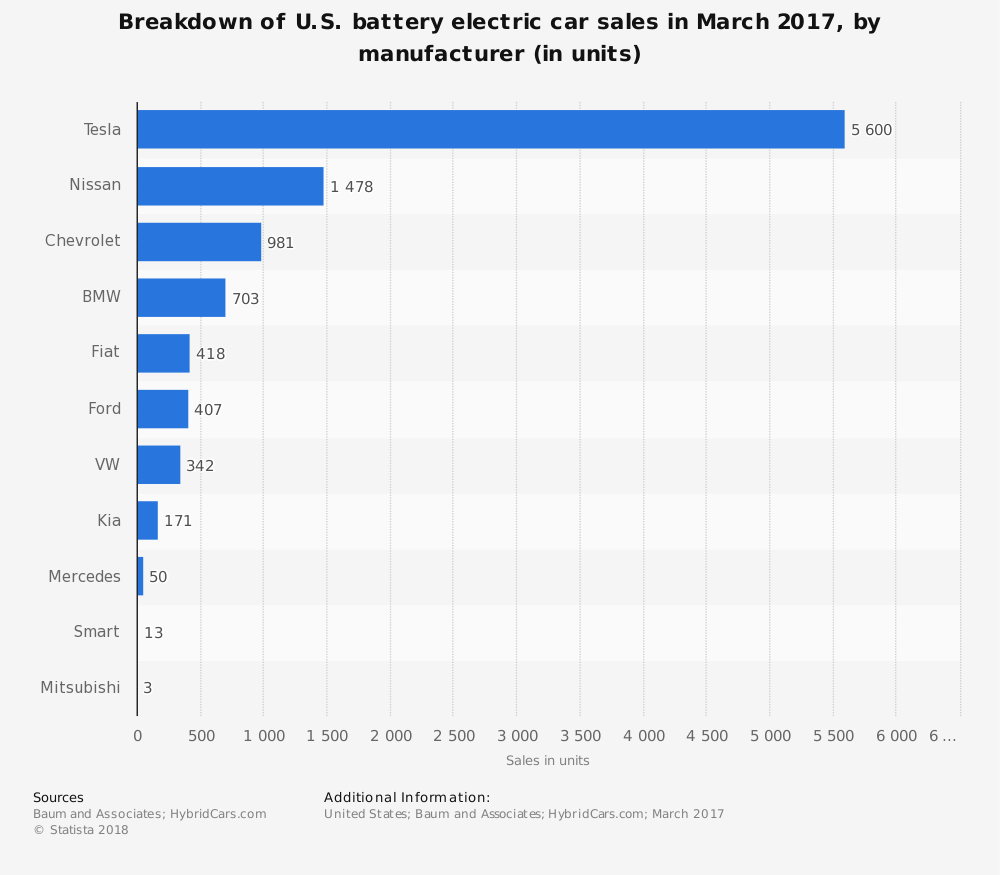 Breakdown of U.S. battery electric car sales in March 2017, by
manufacturer (in units)
Tesla 5 600
Nissan 1 478
Chevrolet 981
BMW 703
Fiat 418
Ford 407
VW 342
Kia 171
Mercedes 50
Smart 13
Mitsubishi 3
0 500 1 000 1 500 2 000 2 500 3 000 3 500 4 000 4 500 5 000 5 500 6 000 6 …
Sales in units
Sources
Baum and Associates; HybridCars.com
© Statista 2018
Additional Information:
United States; Baum and Associates; HybridCars.com; March 2017